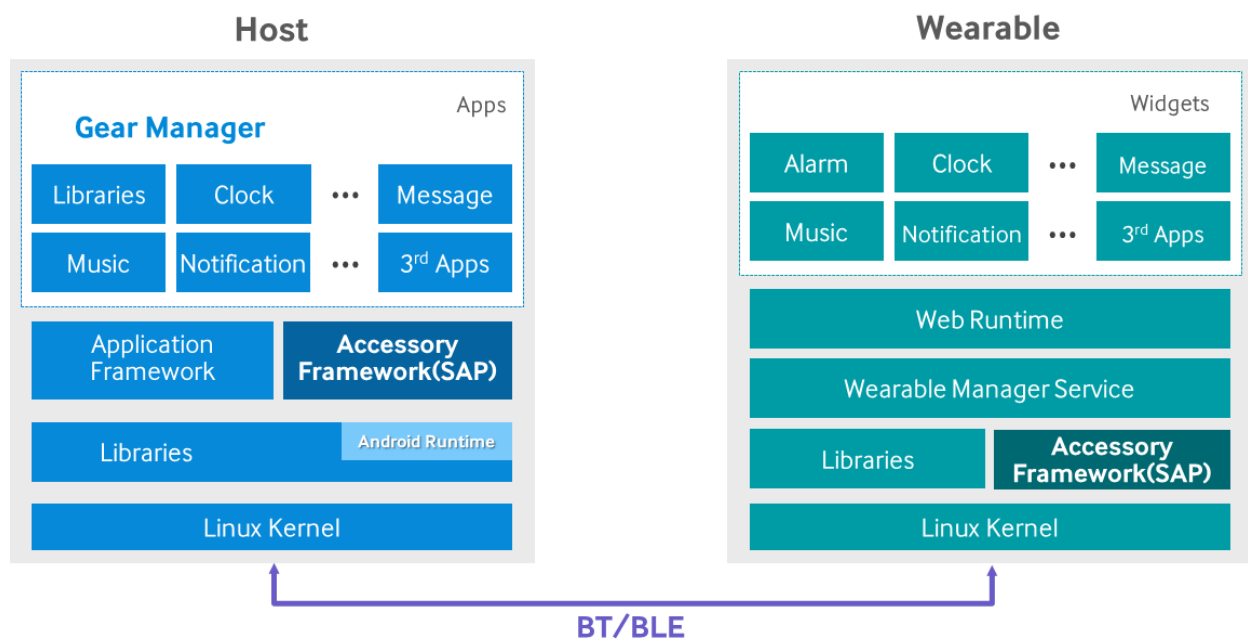 Host
Apps
Gear Manager
Libraries
Clock
•••
Message
Music
Notification
•••
3rd Apps
Application
Framework
Accessory
Framework(SAP)
Libraries
Android Runtime
Linux Kernel
Wearable
Widgets
Alarm
Clock
•••
Message
Music
Notification
•••
3rd Apps
Web Runtime
Wearable Manager Service
Libraries
Accessory
Framework(SAP)
Linux Kernel
BT/BLE